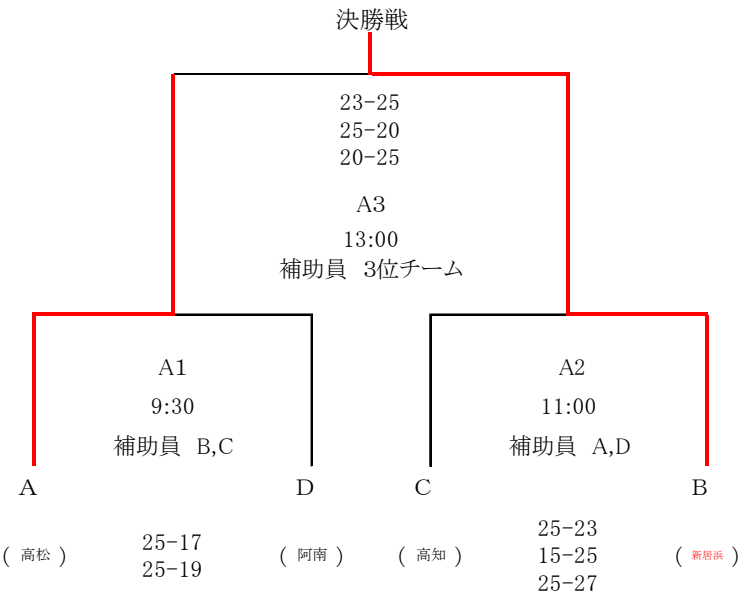 決勝戦
23-25
25-20
20-25
A3
13:00
補助員　3位チーム
A1
A2
9:30
11:00
補助員　B,C
補助員　A,D
A
D
C
B
25-23
25-17
15-25
( 高松 )
( 阿南 )
( 高知 )
( 新居浜 )
25-19
25-27